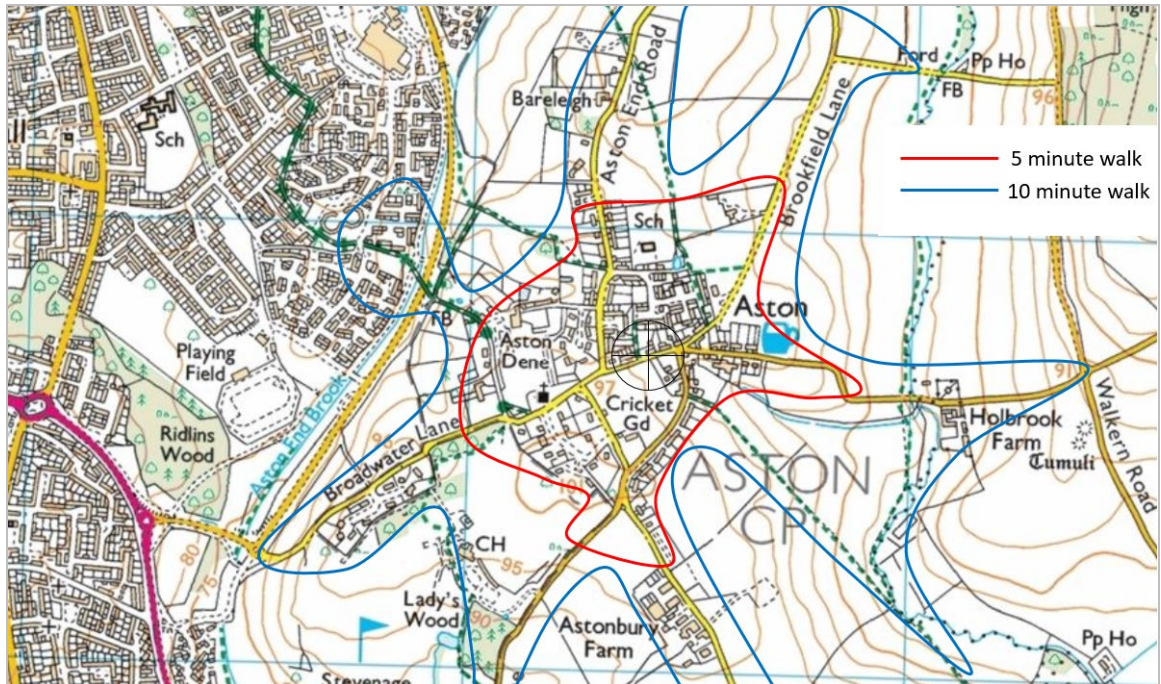 Ford
Pp Ho
FB
96
Bareleigh
Aston End Road
Brookfield Lane
Sch
5 minute walk
10 minute walk
Sch
FB
Aston
Aston
Dene
Playing
Field
97
91
Cricket
Gd
Ridlins
Wood
Aston End Brook
Broadwater Lane
Holbrook
Farm
Tumuli
Walkern Road
ASTON
CP
CH
95
80
75
90
Lady's
Wood
Astonbury
Farm
Pp Ho
Stevenage